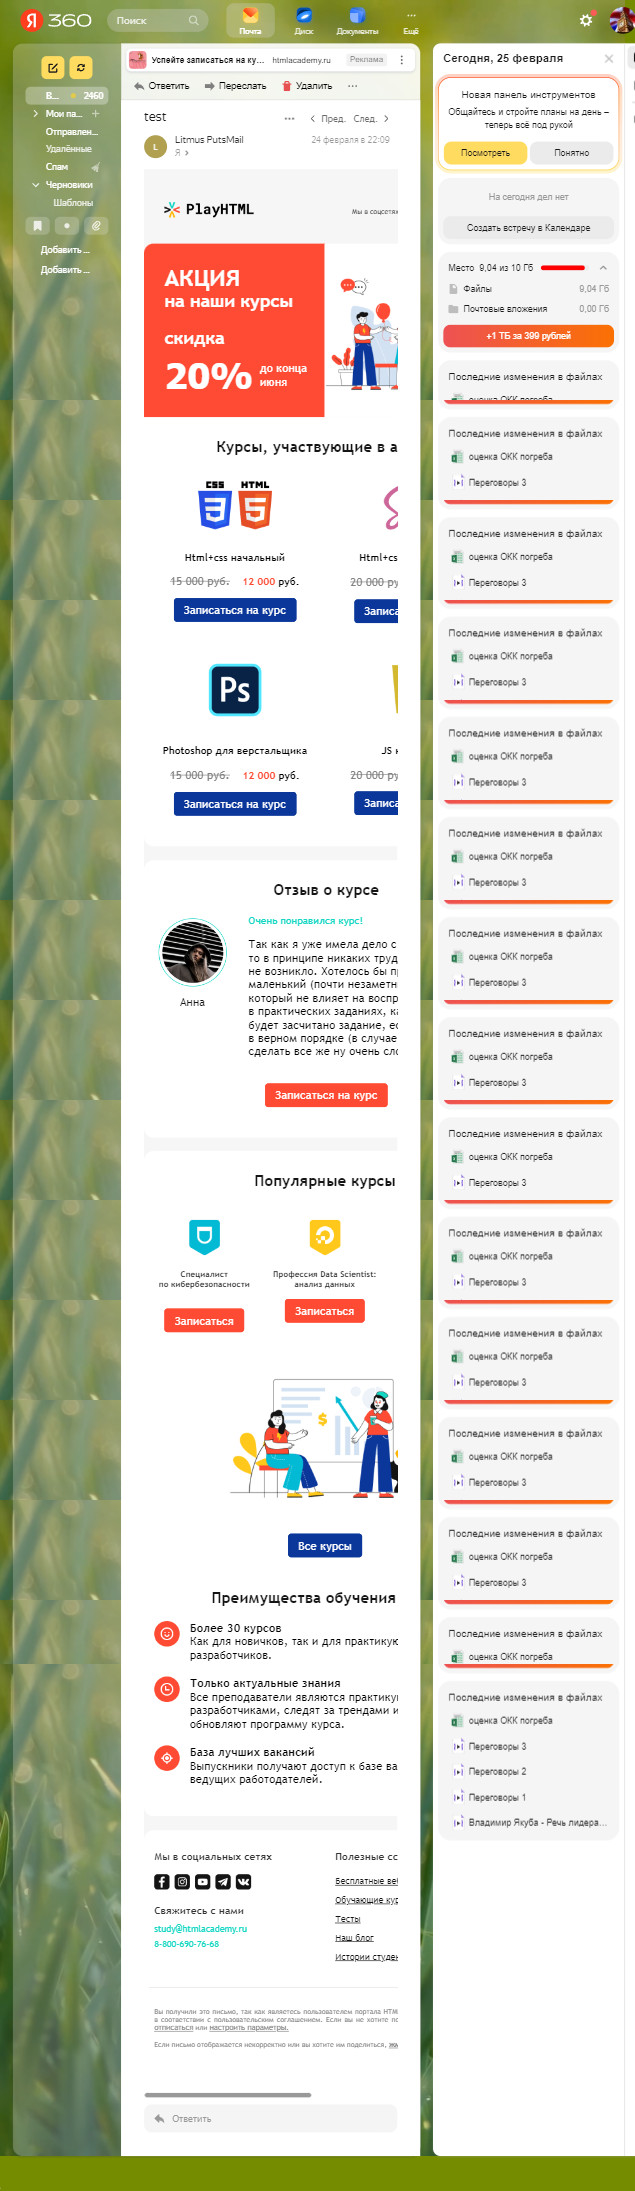 Я 360
Поиск
Почта
Диск
Документы
Ещё
В... 2460
Мои па...
Отправлен...
Удалённые
Спам
Черновики
Шаблоны
Добавить ...
Добавить ...
Успейте записаться на ку... htmlacademy.ru Реклама
Ответить Переслать Удалить
test
Пред. След.
L
Litmus PutsMail
24 февраля в 22:09
Я
PlayHTML
Мы в соцсетях
АКЦИЯ
на наши курсы
скидка
20% до конца
июня
Курсы, участвующие в а
CSS HTML
3 5
Html+css начальный
15 000 руб. 12 000 руб.
Записаться на курс
Html+cs
20 000 ру
Записа
Ps
Photoshop для верстальщика
15 000 руб. 12 000 руб.
Записаться на курс
JS
20 000 ру
Записа
Отзыв о курсе
Очень понравился курс!
Так как я уже имела дело с
то в принципе никаких труд
не возникло. Хотелось бы пр
маленький (почти незаметн
который не влияет на воспр
в практических заданиях, ка
будет засчитано задание, ес
в верном порядке (в случае
сделать все же ну очень сло
Анна
Записаться на курс
Популярные курсы
Специалист
по кибербезопасности
Записаться
Профессия Data Scientist:
анализ данных
Записаться
$
Все курсы
Преимущества обучения
Более 30 курсов
Как для новичков, так и для практикую
разработчиков.
Только актуальные знания
Все преподаватели являются практику
разработчиками, следят за трендами и
обновляют программу курса.
База лучших вакансий
Выпускники получают доступ к базе ва
ведущих работодателей.
Мы в социальных сетях
Свяжитесь с нами
study@htmlacademy.ru
8-800-690-76-68
Полезные сс
Бесплатные веб
Обучающие кур
Тесты
Наш блог
Истории студен
Вы получили это письмо, так как являетесь пользователем портала HTM
в соответствии с пользовательским соглашением. Если вы не хотите по
отписаться или настроить параметры.
Если письмо отображается некорректно или вы хотите им поделиться, жм
Ответить
Сегодня, 25 февраля
Новая панель инструментов
Общайтесь и стройте планы на день –
теперь всё под рукой
Посмотреть Понятно
На сегодня дел нет
Создать встречу в Календаре
Место 9,04 из 10 Гб
Файлы 9,04 Гб
Почтовые вложения 0,00 Гб
+1 ТБ за 399 рублей
Последние изменения в файлах
оценка ОКК погреба
Последние изменения в файлах
оценка ОКК погреба
Переговоры 3
Последние изменения в файлах
оценка ОКК погреба
Переговоры 3
Последние изменения в файлах
оценка ОКК погреба
Переговоры 3
Последние изменения в файлах
оценка ОКК погреба
Переговоры 3
Последние изменения в файлах
оценка ОКК погреба
Переговоры 3
Последние изменения в файлах
оценка ОКК погреба
Переговоры 3
Последние изменения в файлах
оценка ОКК погреба
Переговоры 3
Последние изменения в файлах
оценка ОКК погреба
Переговоры 3
Последние изменения в файлах
оценка ОКК погреба
Переговоры 3
Последние изменения в файлах
оценка ОКК погреба
Переговоры 3
Последние изменения в файлах
оценка ОКК погреба
Переговоры 3
Последние изменения в файлах
оценка ОКК погреба
Переговоры 3
Последние изменения в файлах
оценка ОКК погреба
Последние изменения в файлах
оценка ОКК погреба
Переговоры 3
Переговоры 2
Переговоры 1
Владимир Якуба - Речь лидера...